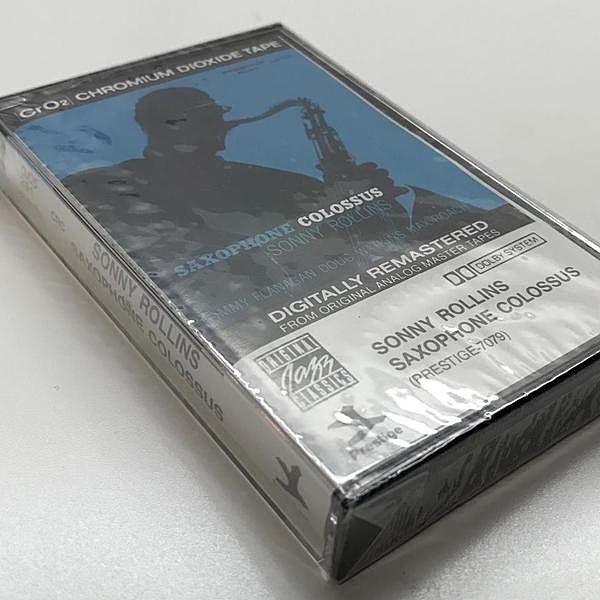 CrO2 | CHROMIUM DIOXIDE TAPE
SAXOPHONE COLOSSUS
SONNY ROLLINS
TOMMY FLANAGAN DOUG WATKINS MAX ROACH
DIGITALLY REMASTERED
FROM ORIGINAL ANALOG MASTER TAPES
DOLBY SYSTEM
SONNY ROLLINS
SAXOPHONE COLOSSUS
(PRESTIGE-7079)
ORIGINAL
Jazz
CLASSICS
Prestige
SONNY ROLLINS
SAXOPHONE COLOSSUS